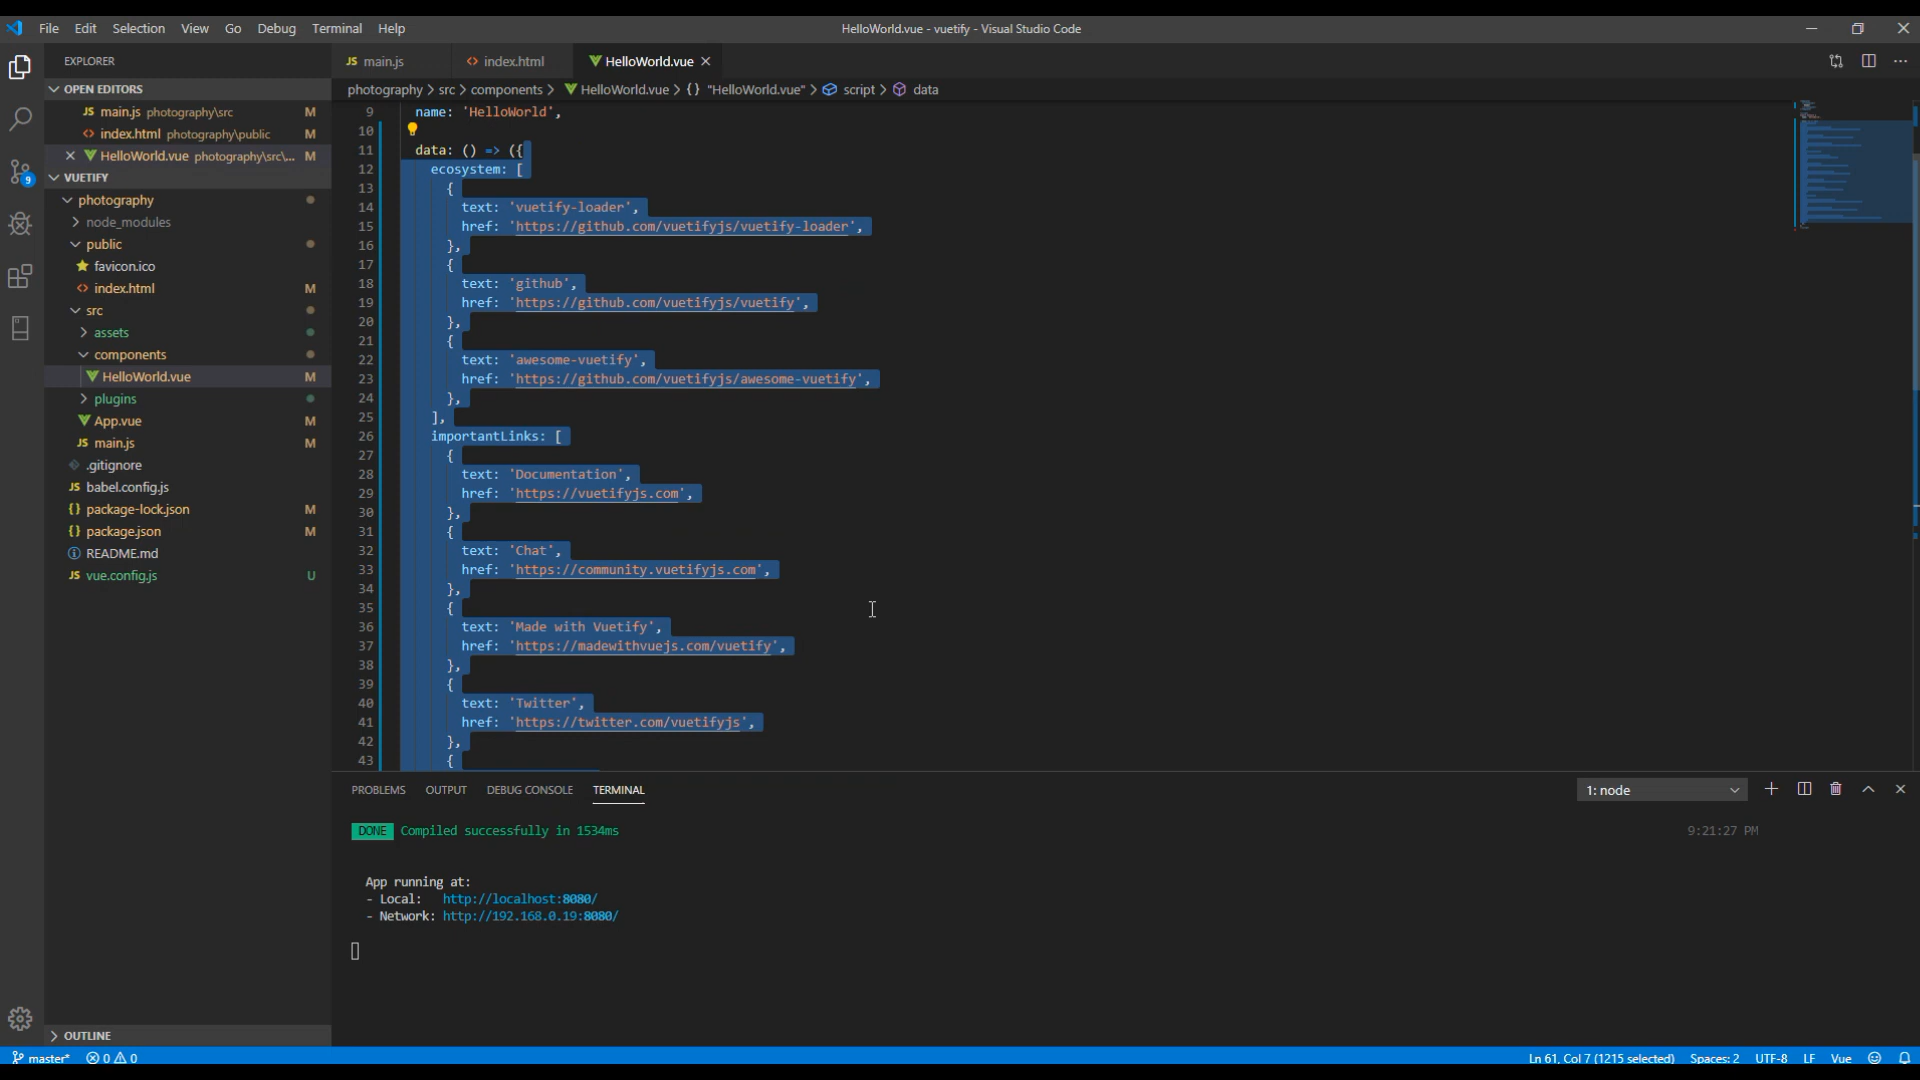 File Edit Selection View Go Debug Terminal Help
HelloWorld.vue - vuetify - Visual Studio Code
EXPLORER
JS main.js
<> index.html
HelloWorld.vue
OPEN EDITORS
JS main.js photography\src M
<> index.html photography\public M
HelloWorld.vue photography\src\... M
VUETIFY
photography
node_modules
public
favicon.ico
<> index.html M
src
assets
components
HelloWorld.vue M
plugins
App.vue M
JS main.js M
.gitignore
JS babel.config.js
{} package-lock.json M
{} package.json M
README.md
JS vue.config.js U
OUTLINE
9
photography > src > components > HelloWorld.vue > {} "HelloWorld.vue" > script > data
9 name: 'HelloWorld',
10
11 data: () => ({
12 ecosystem: [
13 {
14 text: 'vuetify-loader',
15 href: 'https://github.com/vuetifyjs/vuetify-loader',
16 },
17 {
18 text: 'github',
19 href: 'https://github.com/vuetifyjs/vuetify',
20 },
21 {
22 text: 'awesome-vuetify',
23 href: 'https://github.com/vuetifyjs/awesome-vuetify',
24 },
25 ],
26 importantLinks: [
27 {
28 text: 'Documentation',
29 href: 'https://vuetifyjs.com',
30 },
31 {
32 text: 'Chat',
33 href: 'https://community.vuetifyjs.com',
34 },
35 {
36 text: 'Made with Vuetify',
37 href: 'https://madewithvuejs.com/vuetify',
38 },
39 {
40 text: 'Twitter',
41 href: 'https://twitter.com/vuetifyjs',
42 },
43 {
PROBLEMS OUTPUT DEBUG CONSOLE TERMINAL
1: node
DONE Compiled successfully in 1534ms 9:21:27 PM
App running at:
- Local: http://localhost:8080/
- Network: http://192.168.0.19:8080/
master* 0 0
Ln 61, Col 7 (1215 selected) Spaces: 2 UTF-8 LF Vue